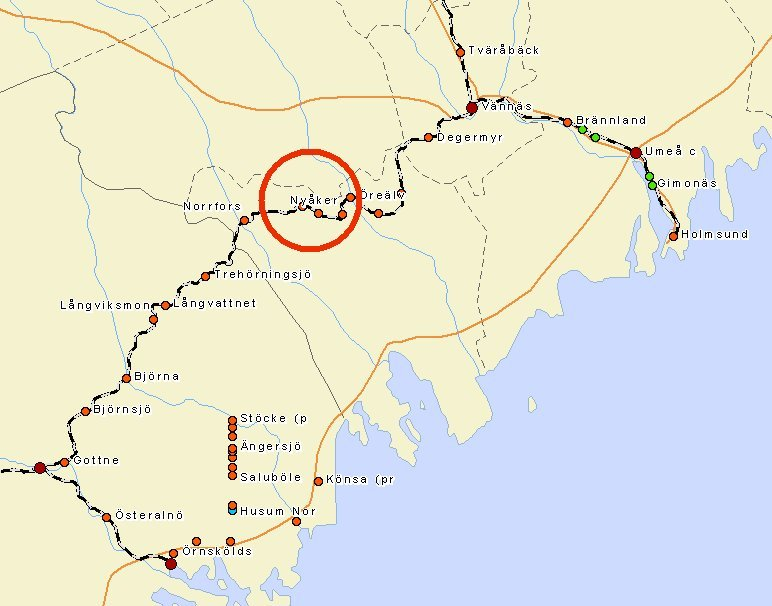 Tväråbäck
Vännäs
Brännland
Degermyr
Umeå c
Gimonäs
Nyåker
Öreälv
Norrfors
Holmsund
Trehörningsjö
Långviksmon
Långvattnet
Björna
Björnsjö
Stöcke (p
Ängersjö
Gottne
Saluböle
Könsa (pr
Husum Nor
Österalnö
Örnskölds